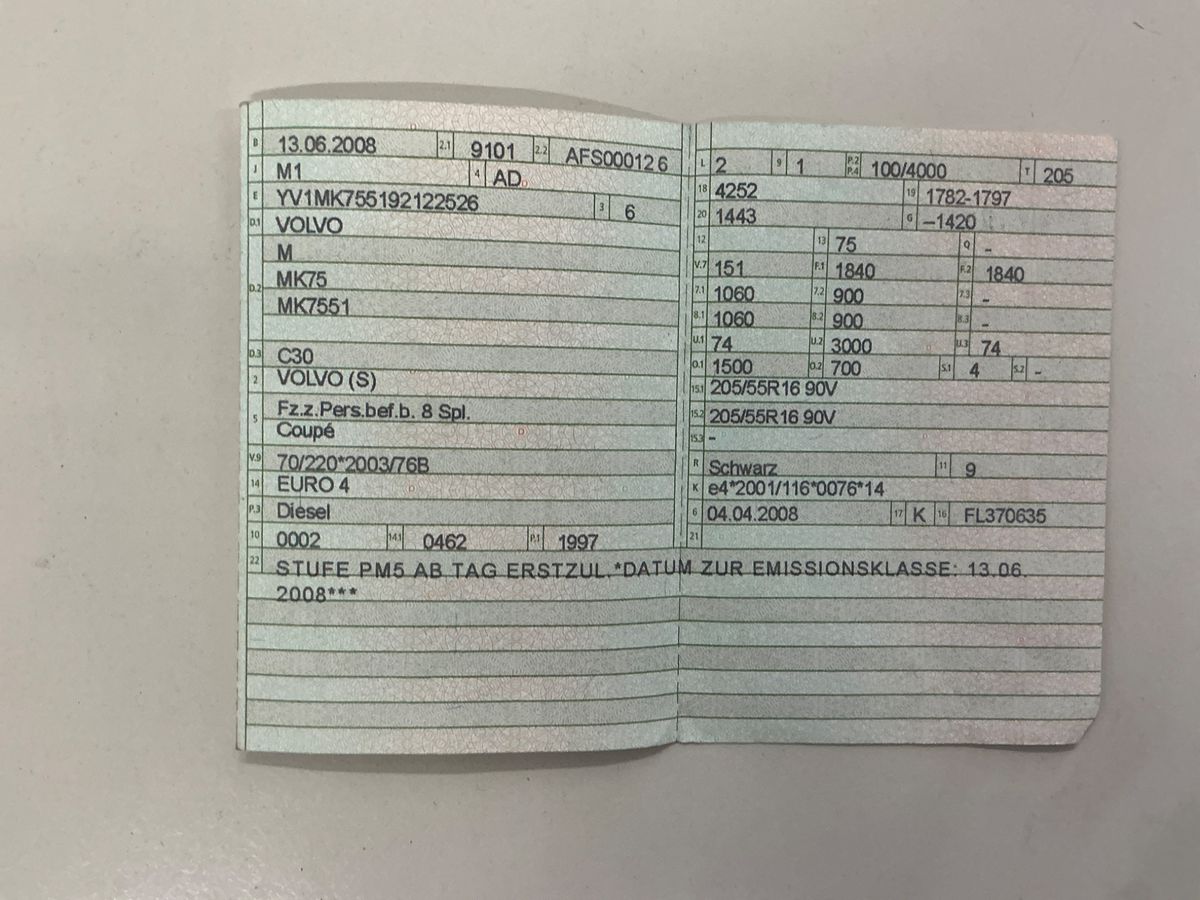 B 13.06.2008 2.1 9101 2.2 AFS000126
J M1 4 AD
E YV1MK755192122526 3 6
D.1 VOLVO
M
D.2 MK75
MK7551
D.3 C30
2 VOLVO (S)
5 Fz.z.Pers.bef.b. 8 Spl.
Coupé
V.9 70/220*2003/76B
14 EURO 4
P.3 Diesel
10 0002 14.1 0462 P.1 1997
L 2 9 1 P.2 P.4 100/4000 T 205
18 4252 19 1782-1797
20 1443 G –1420
12 13 75 Q -
V.7 151 F.1 1840 F.2 1840
7.1 1060 7.2 900 7.3 -
8.1 1060 8.2 900 8.3 -
U.1 74 U.2 3000 U.3 74
O.1 1500 O.2 700 S.1 4 S.2 -
15.1 205/55R16 90V
15.2 205/55R16 90V
15.3 -
R Schwarz 11 9
K e4*2001/116*0076*14
6 04.04.2008 17 K 16 FL370635
21
22 STUFE PM5 AB TAG ERSTZUL.*DATUM ZUR EMISSIONSKLASSE: 13.06.
2008***